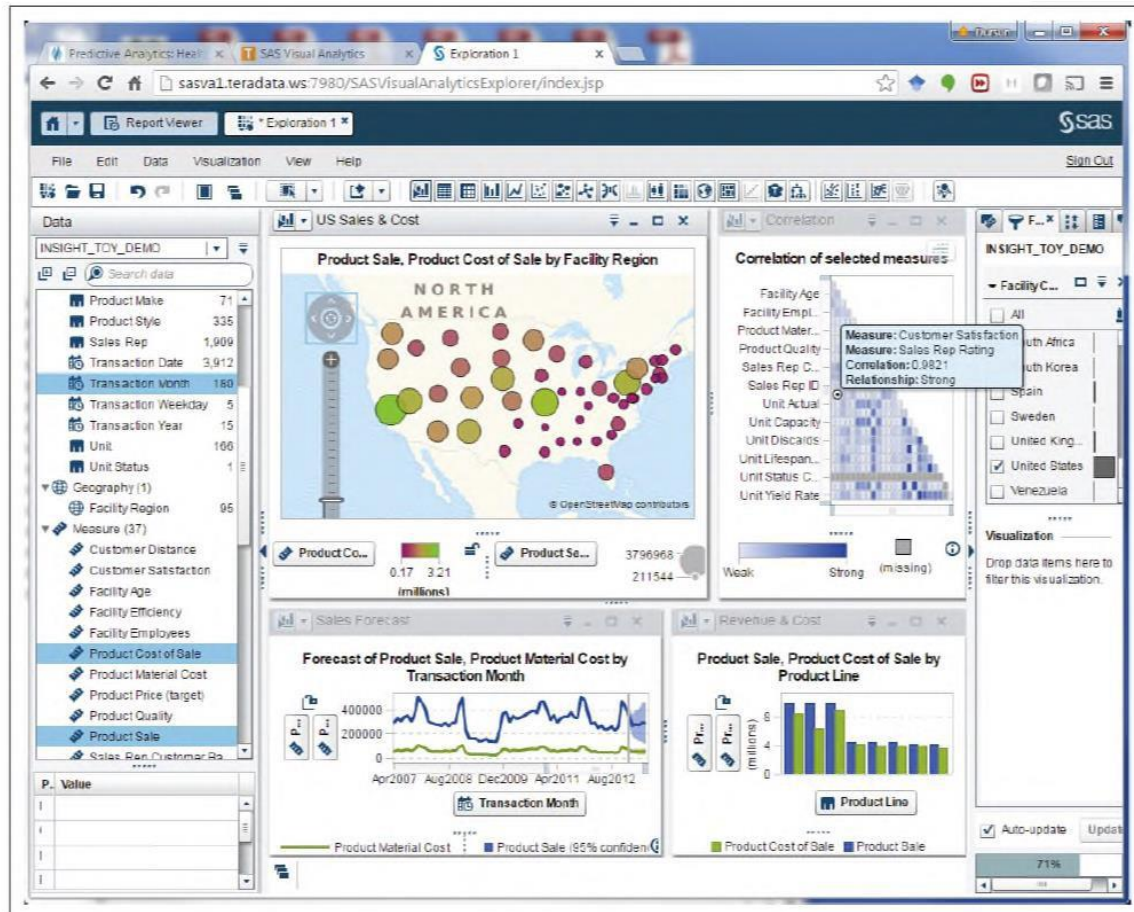 Dursun
Predictive Analytics: Heal
SAS Visual Analytics
Exploration 1
sasva1.teradata.ws:7980/SASVisualAnalyticsExplorer/index.jsp
Report Viewer
* Exploration 1
sas
File Edit Data Visualization View Help
Sign Out
Data
INSIGHT_TOY_DEMO
Search data
Product Make 71
Product Style 335
Sales Rep 1,909
Transaction Date 3,912
Transaction Month 180
Transaction Weekday 5
Transaction Year 15
Unit 166
Unit Status 1
Geography (1)
Facility Region 95
Measure (37)
Customer Distance
Customer Satisfaction
Facility Age
Facility Efficiency
Facility Employees
Product Cost of Sale
Product Material Cost
Product Price (target)
Product Quality
Product Sale
Sales Rep Customer Ba
P.. Value
US Sales & Cost
Product Sale, Product Cost of Sale by Facility Region
NORTH
AMERICA
© OpenStreetMap contributors
Product Co...
0.17 3.21
(millions)
Product Se...
3796968
211544
Correlation
Correlation of selected measures
Facility Age
Facility Empl...
Product Mater...
Product Quality
Sales Rep C...
Sales Rep ID
Unit Actual
Unit Capacity
Unit Discards
Unit Lifespan...
Unit Status C...
Unit Yield Rate
Measure: Customer Satisfaction
Measure: Sales Rep Rating
Correlation: 0.9821
Relationship: Strong
Weak Strong (missing)
Sales Forecast
Forecast of Product Sale, Product Material Cost by
Transaction Month
P...
P...
400000
200000
0
Apr2007 Aug2008 Dec2009 Apr2011 Aug2012
Transaction Month
Product Material Cost Product Sale (95% confiden
Revenue & Cost
Product Sale, Product Cost of Sale by
Product Line
Pr...
Pr...
(millions)
8
4
0
Product Line
Product Cost of Sale Product Sale
F...
INSIGHT_TOY_DEMO
Facility C...
All
outh Africa
outh Korea
Spain
Sweden
United King...
United States
Venezuela
Visualization
Drop data items here to
filter this visualization.
Auto-update Updat
71%